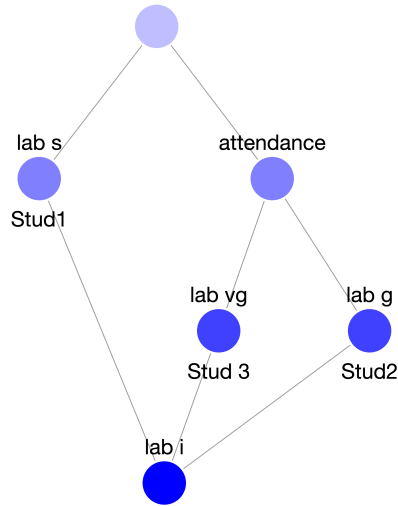 lab s
attendance
Stud1
lab vg
lab g
Stud 3
Stud2
lab i